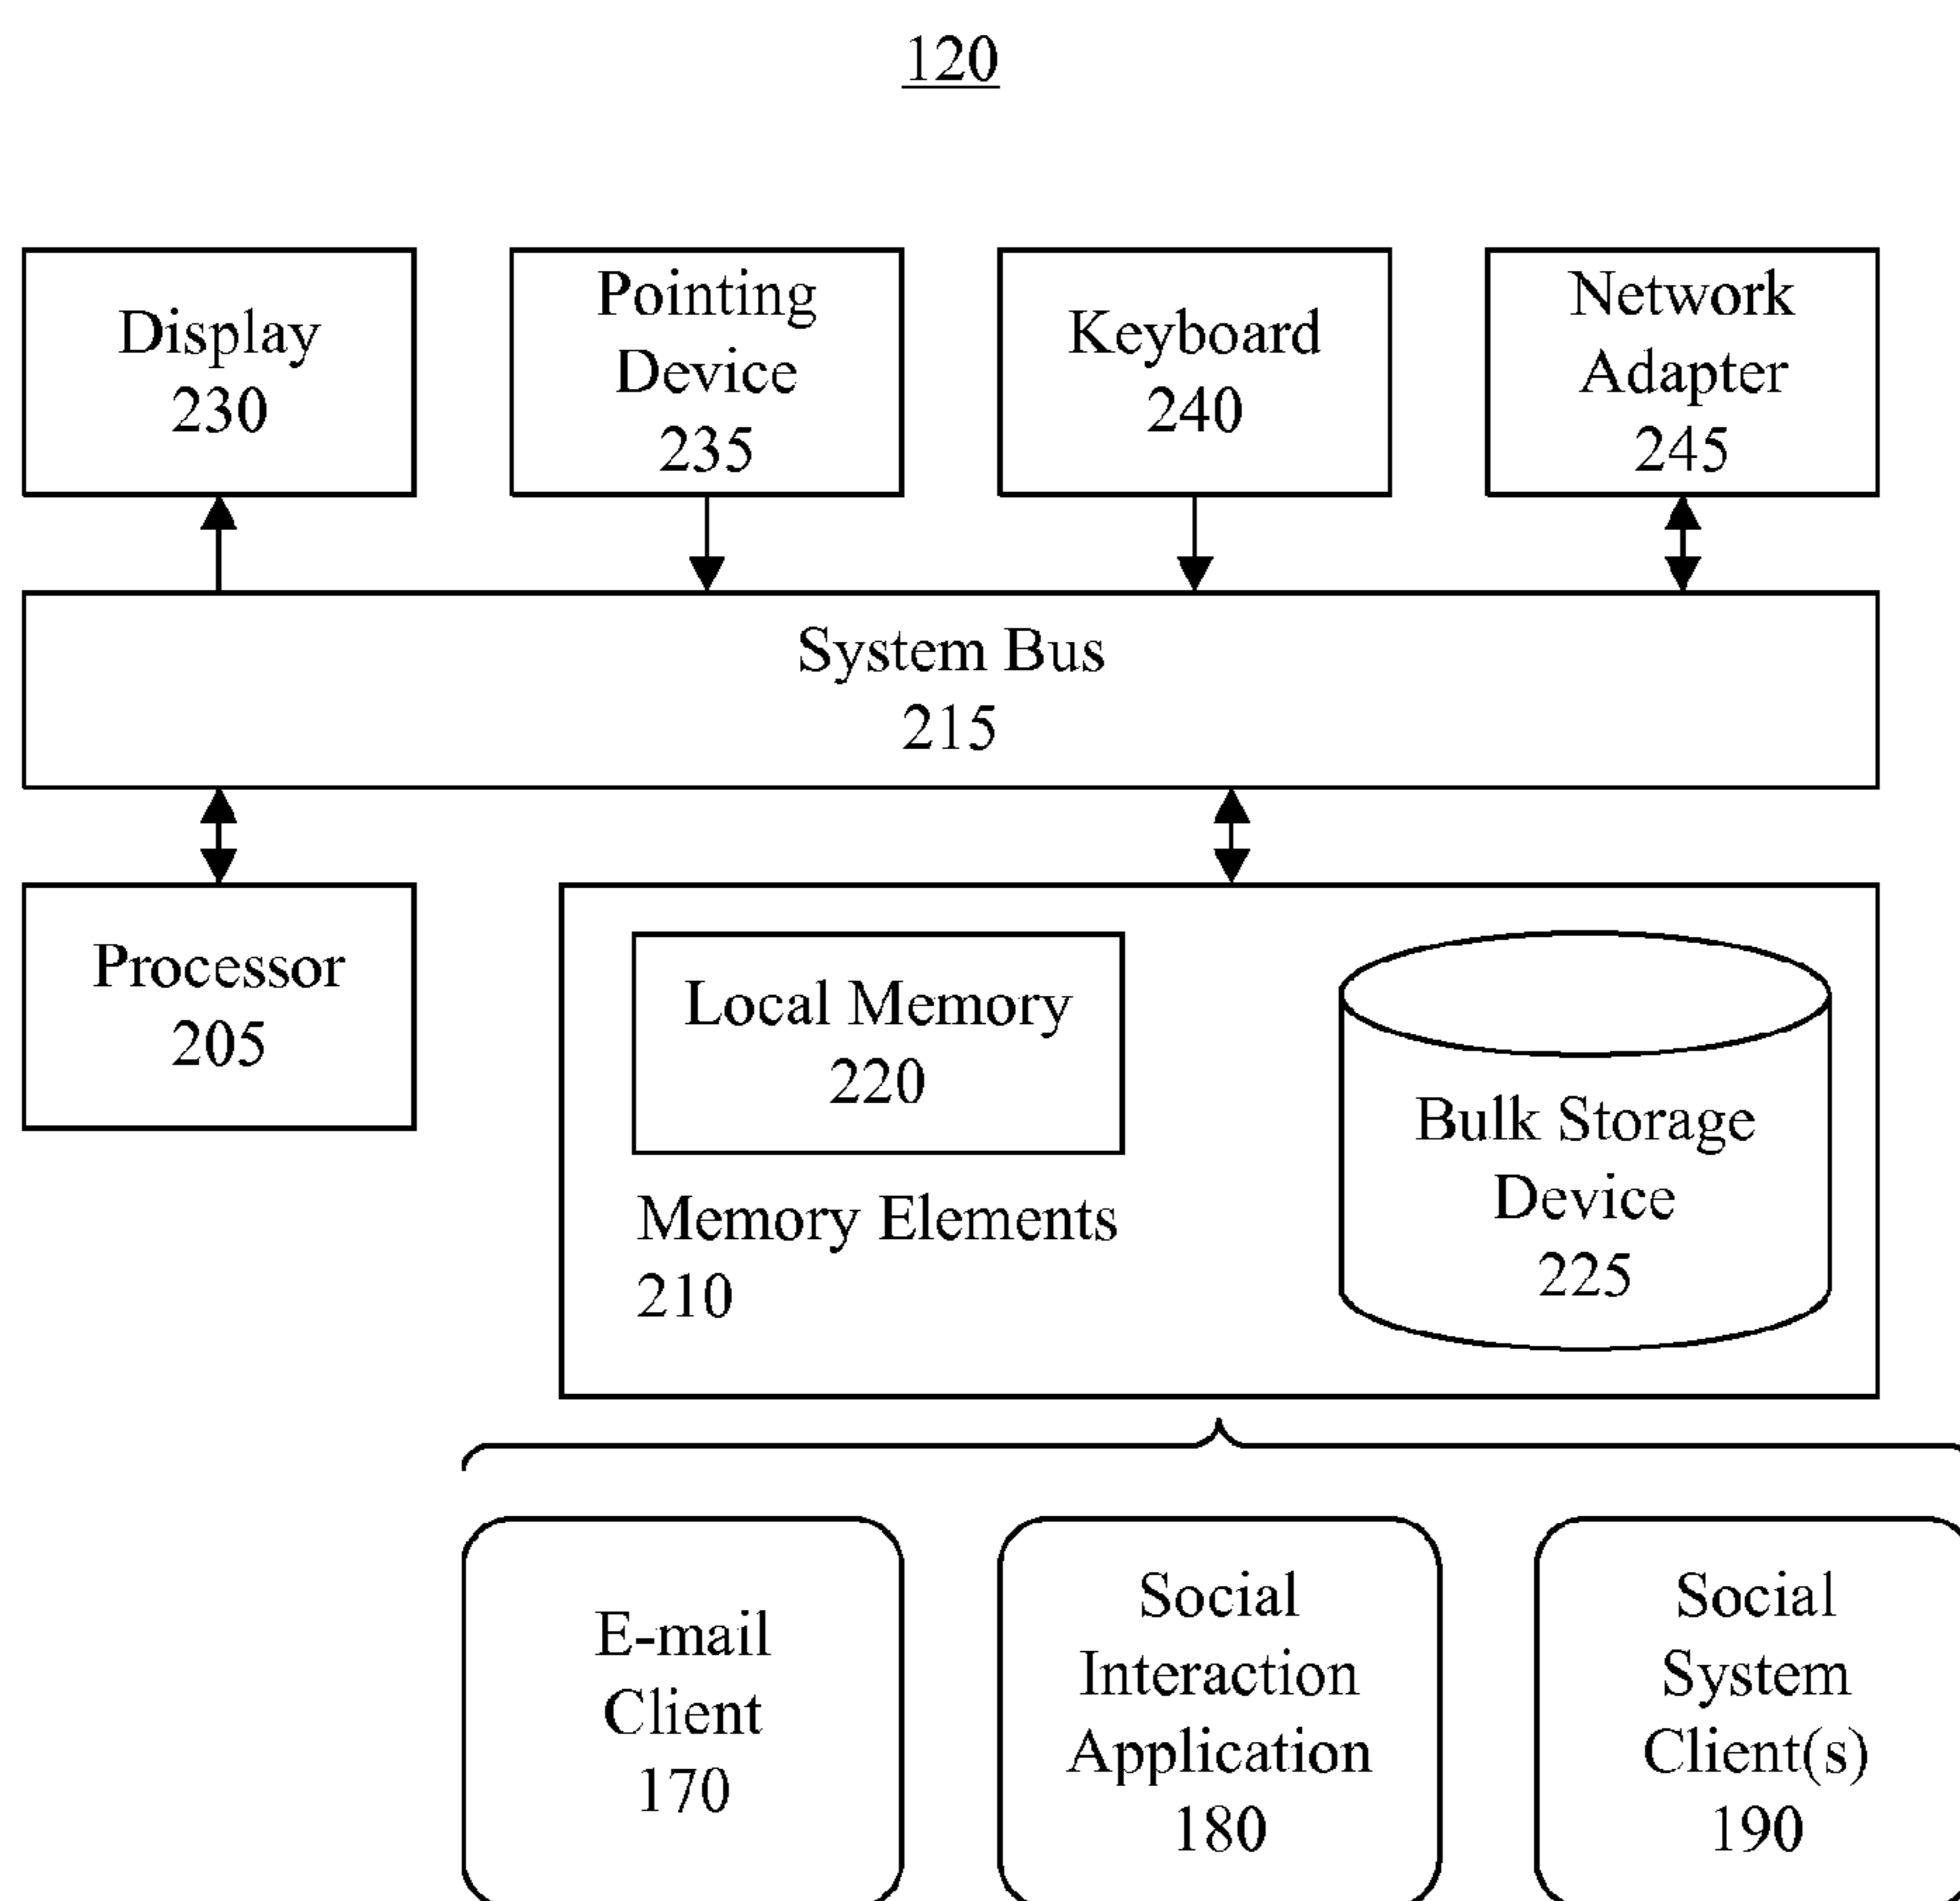 120
Display
230
Pointing
Device
235
Keyboard
240
Network
Adapter
245
System Bus
215
Processor
205
Local Memory
220
Memory Elements
210
Bulk Storage
Device
225
E-mail
Client
170
Social
Interaction
Application
180
Social
System
Client(s)
190